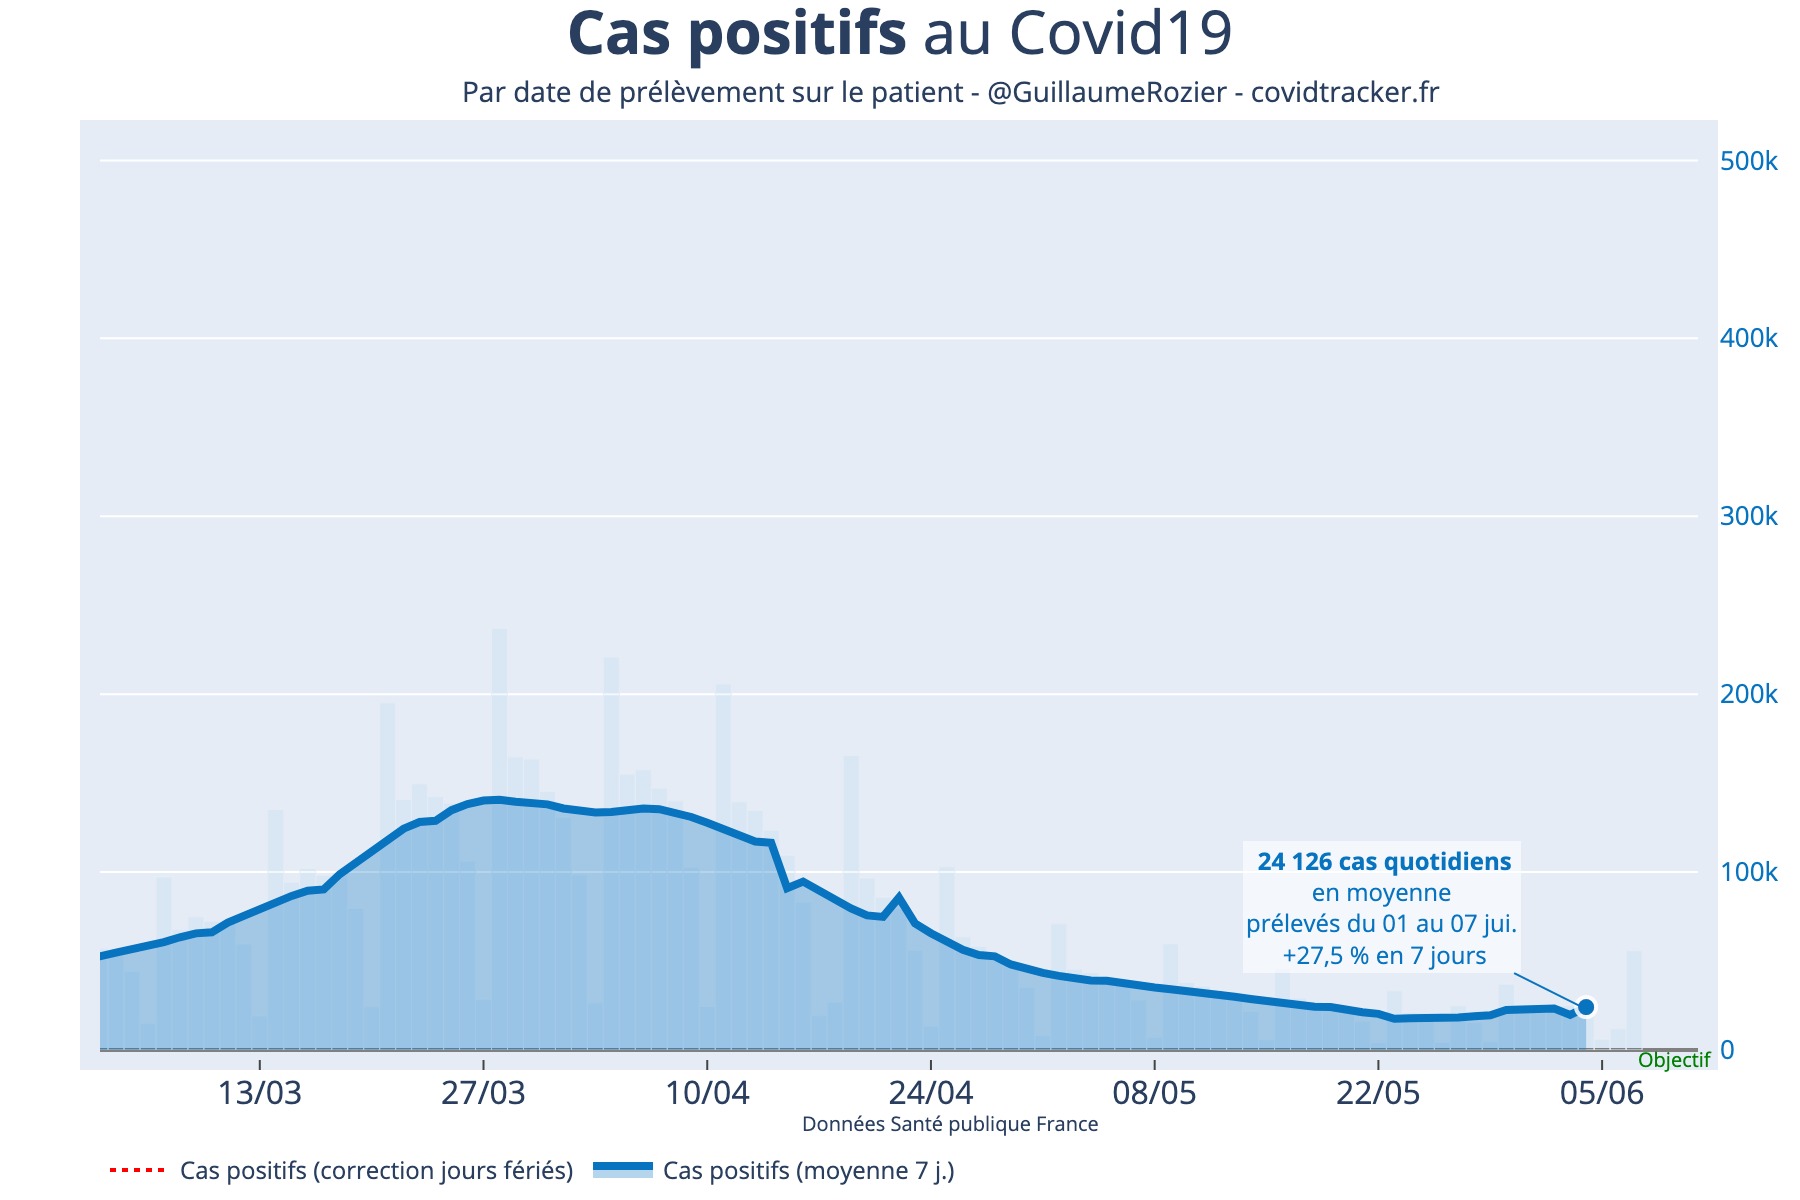 Cas positifs au Covid19
Par date de prélèvement sur le patient - @GuillaumeRozier - covidtracker.fr
500k
400k
300k
200k
100k
0
24 126 cas quotidiens
en moyenne
prélevés du 01 au 07 jui.
+27,5 % en 7 jours
Objectif
13/03
27/03
10/04
24/04
08/05
22/05
05/06
Données Santé publique France
Cas positifs (correction jours fériés)
Cas positifs (moyenne 7 j.)